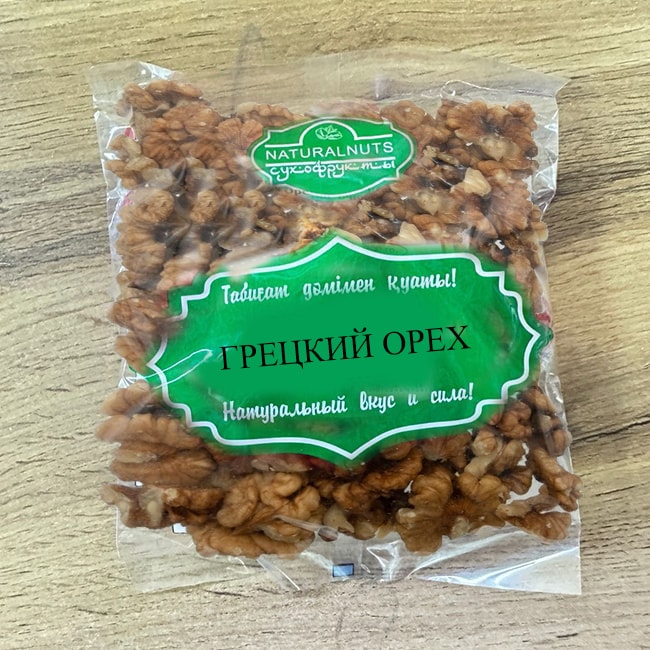 NATURALNUTS
сухофрукты
Табиғат дәмімен қуаты!
ГРЕЦКИЙ ОРЕХ
Натуральный вкус и сила!